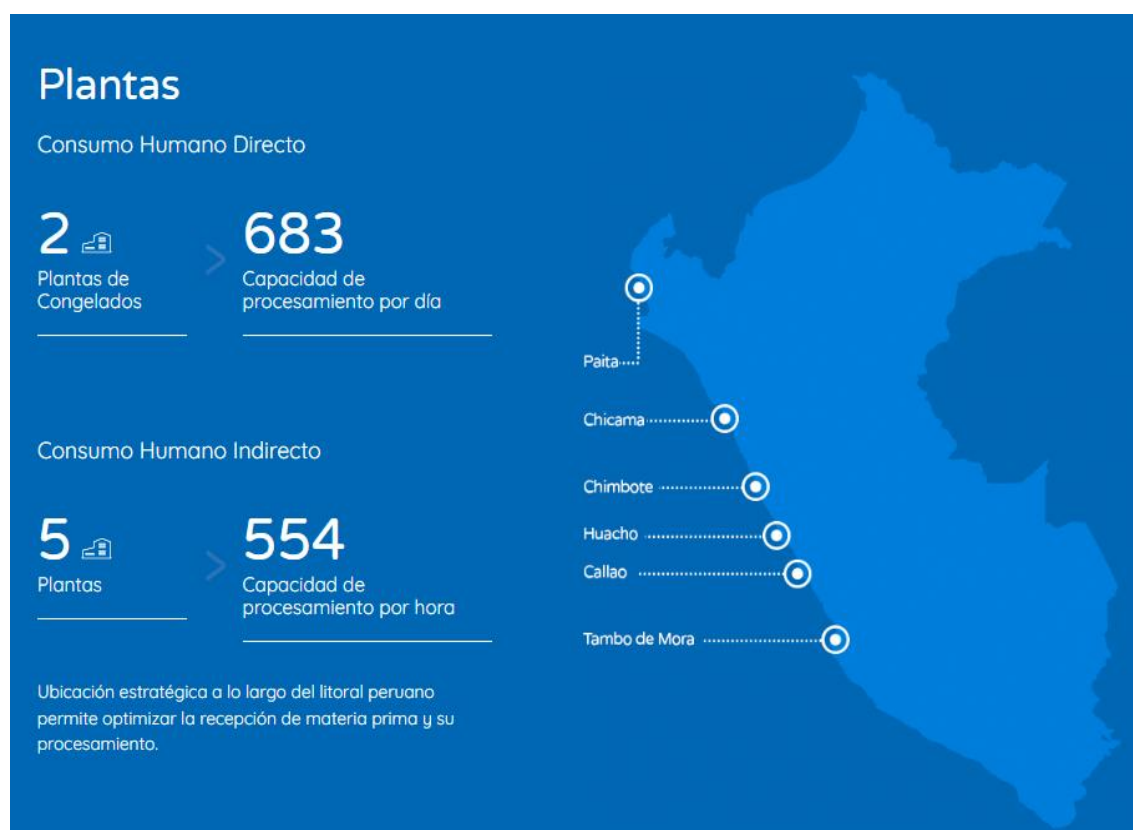 Plantas
Consumo Humano Directo
2
683
Plantas de
Congelados
Capacidad de
procesamiento por día
Consumo Humano Indirecto
5
554
Plantas
Capacidad de
procesamiento por hora
Ubicación estratégica a lo largo del litoral peruano
permite optimizar la recepción de materia prima y su
procesamiento.
Paita
Chicama
Chimbote
Huacho
Callao
Tambo de Mora